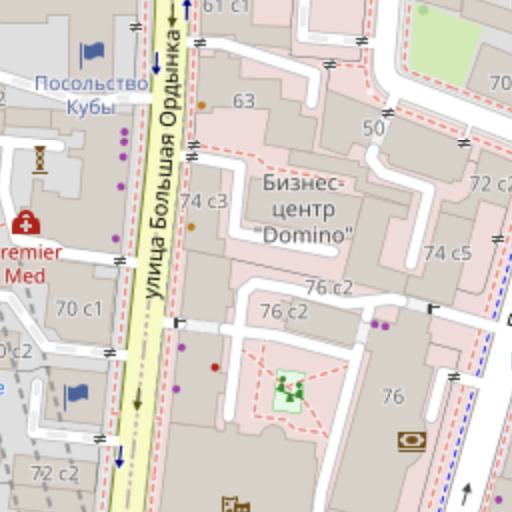 61 с1
Посольство
Кубы
63
50
70
улица Большая Ордынка
74 с3
Бизнес-
центр
"Domino"
72 с2
74 с5
remier
Med
76 с2
70 с1
76 с2
76
72 с2